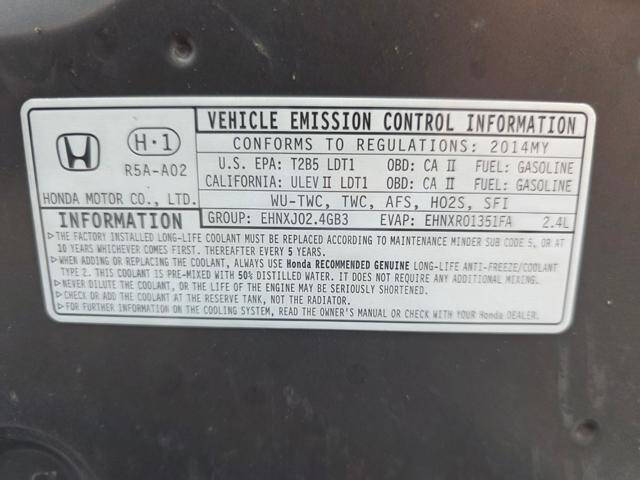 H·1
R5A-A02
HONDA MOTOR CO., LTD.
VEHICLE EMISSION CONTROL INFORMATION
CONFORMS TO REGULATIONS: 2014MY
U.S. EPA: T2B5 LDT1 OBD: CA II FUEL: GASOLINE
CALIFORNIA: ULEV II LDT1 OBD: CA II FUEL: GASOLINE
WU-TWC, TWC, AFS, HO2S, SFI
GROUP: EHNXJ02.4GB3 EVAP: EHNXR01351FA 2.4L
INFORMATION
▷THE FACTORY INSTALLED LONG-LIFE COOLANT MUST BE REPLACED ACCORDING TO MAINTENANCE MINDER SUB CODE 5, OR AT
10 YEARS WHICHEVER COMES FIRST. THEREAFTER EVERY 5 YEARS.
▷WHEN ADDING OR REPLACING THE COOLANT, ALWAYS USE Honda RECOMMENDED GENUINE LONG-LIFE ANTI-FREEZE/COOLANT
TYPE 2. THIS COOLANT IS PRE-MIXED WITH 50% DISTILLED WATER. IT DOES NOT REQUIRE ANY ADDITIONAL MIXING.
▷NEVER DILUTE THE COOLANT, OR THE LIFE OF THE ENGINE MAY BE SERIOUSLY SHORTENED.
▷CHECK OR ADD THE COOLANT AT THE RESERVE TANK, NOT THE RADIATOR.
▷FOR FURTHER INFORMATION ON THE COOLING SYSTEM, READ THE OWNER'S MANUAL OR CHECK WITH YOUR Honda DEALER.